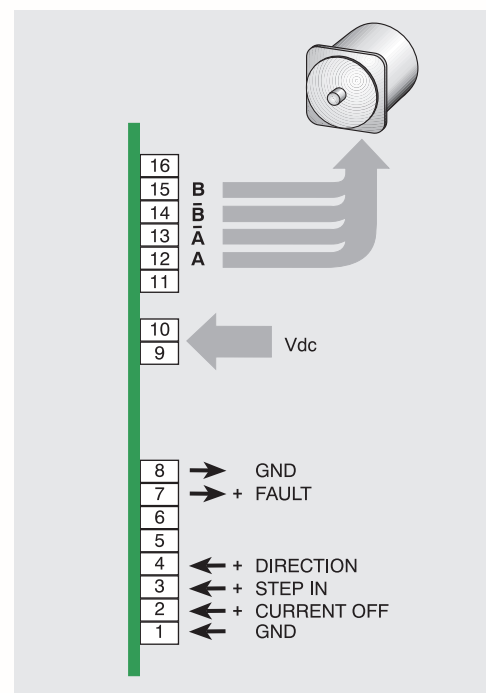 16
15 B
14 B̅
13 A̅
12 A
11
10
9
Vdc
8 GND
7 + FAULT
6
5
4 + DIRECTION
3 + STEP IN
2 + CURRENT OFF
1 GND